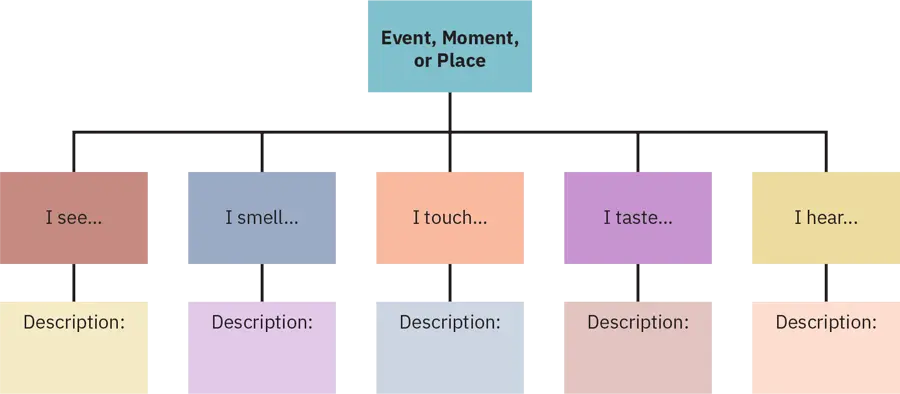 Event, Moment,
or Place
I see...
I smell...
I touch...
I taste...
I hear...
Description:
Description:
Description:
Description:
Description: